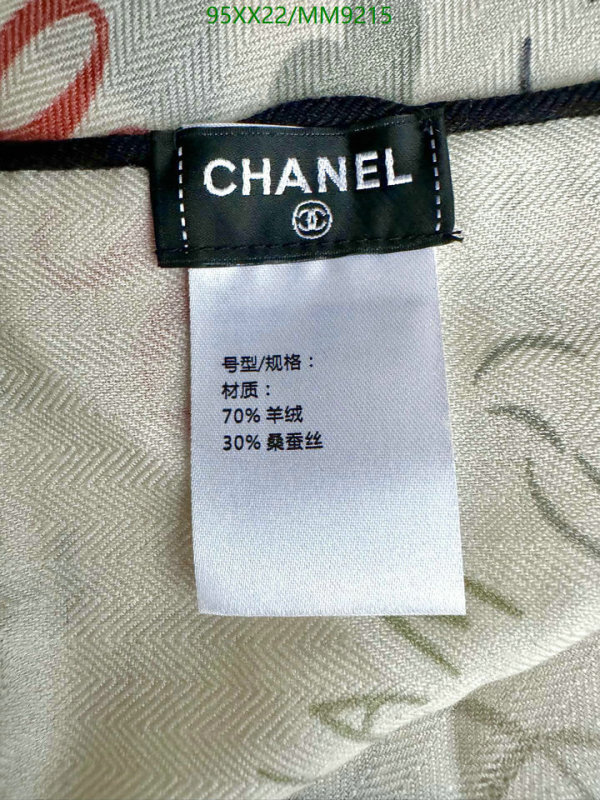 95XX22/MM9215
CHANEL
号型/规格：
材质：
70% 羊绒
30% 桑蚕丝